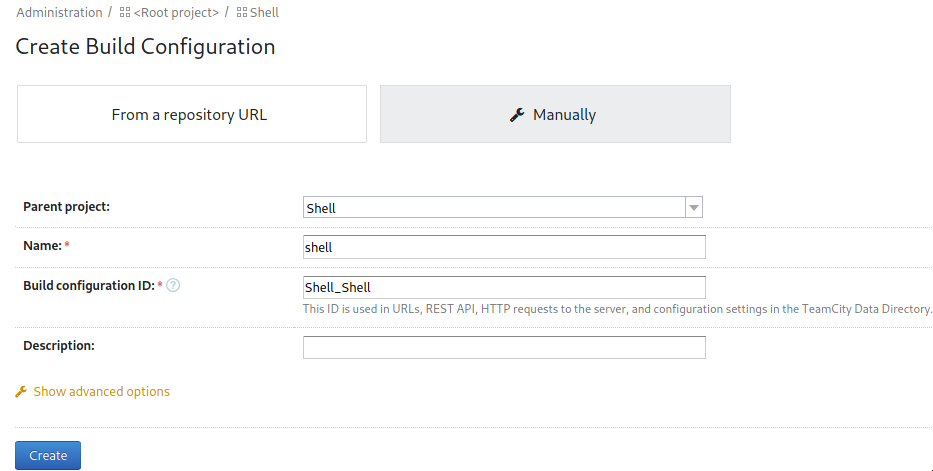 Administration / <Root project> / Shell
Create Build Configuration
From a repository URL
Manually
Parent project: Shell
Name: * shell
Build configuration ID: * ? Shell_Shell
This ID is used in URLs, REST API, HTTP requests to the server, and configuration settings in the TeamCity Data Directory.
Description:
Show advanced options
Create